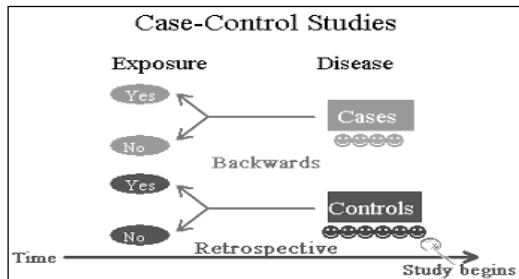 Case-Control Studies
Exposure Disease
Yes
Cases
No
Backwards
Yes
Controls
No
Retrospective
Time
Study begins